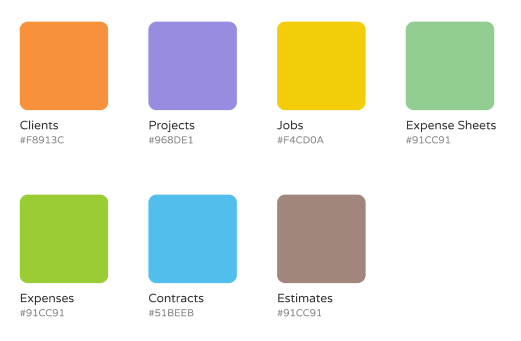 Clients
#F8913C
Projects
#968DE1
Jobs
#F4CD0A
Expense Sheets
#91CC91
Expenses
#91CC91
Contracts
#51BEEB
Estimates
#91CC91